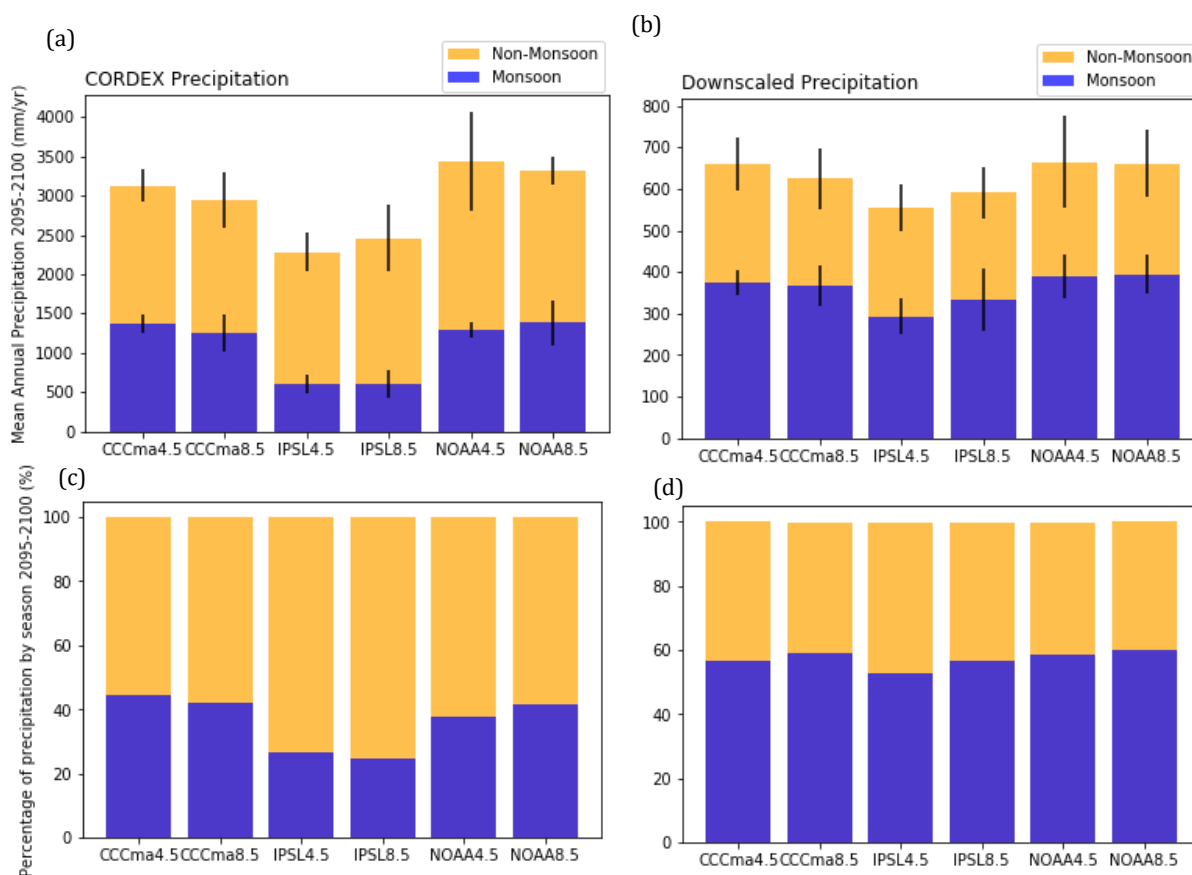 (a)
Non-Monsoon
Monsoon
CORDEX Precipitation
Mean Annual Precipitation 2095-2100 (mm/yr)
4000
3500
3000
2500
2000
1500
1000
500
0
CCCma4.5 CCCma8.5 IPSL4.5 IPSL8.5 NOAA4.5 NOAA8.5
(b)
Non-Monsoon
Monsoon
Downscaled Precipitation
800
700
600
500
400
300
200
100
0
CCCma4.5 CCCma8.5 IPSL4.5 IPSL8.5 NOAA4.5 NOAA8.5
(c)
Percentage of precipitation by season 2095-2100 (%)
100
80
60
40
20
0
CCCma4.5 CCCma8.5 IPSL4.5 IPSL8.5 NOAA4.5 NOAA8.5
(d)
100
80
60
40
20
0
CCCma4.5 CCCma8.5 IPSL4.5 IPSL8.5 NOAA4.5 NOAA8.5